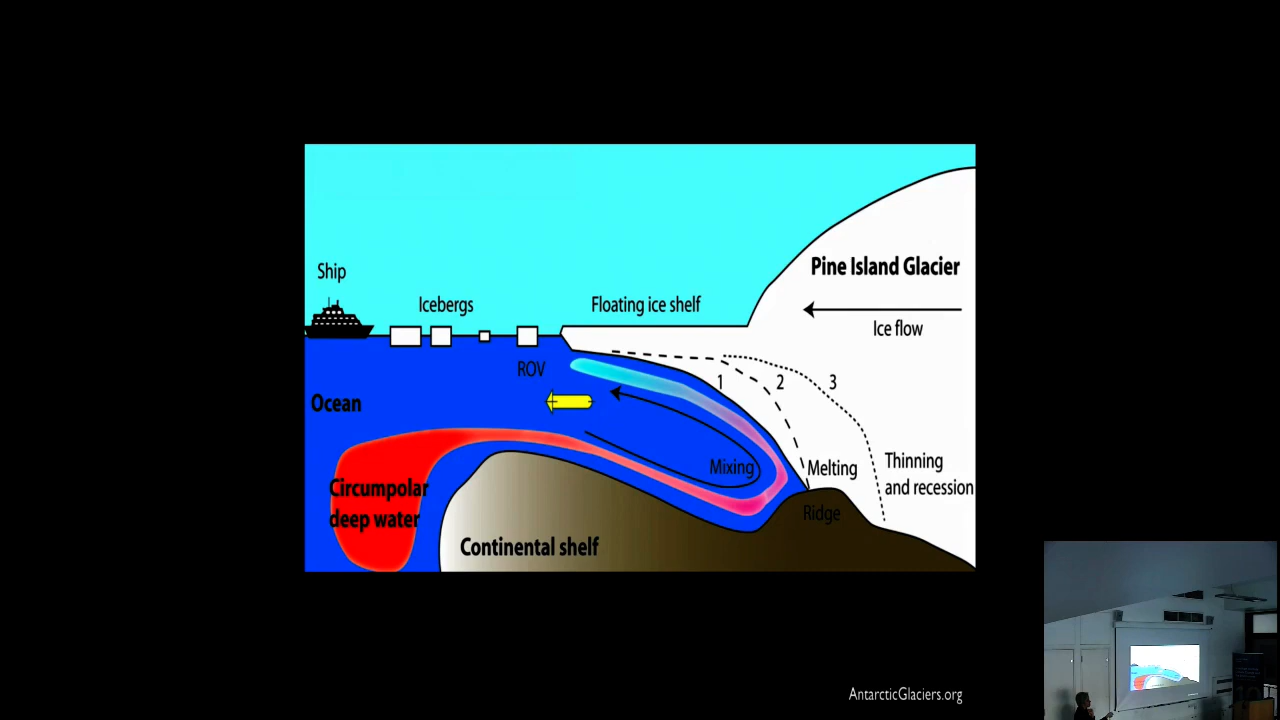 Ship
Icebergs
Floating ice shelf
Pine Island Glacier
Ice flow
ROV
1
2
3
Ocean
Mixing
Melting
Thinning
and recession
Circumpolar
deep water
Ridge
Continental shelf
AntarcticGlaciers.org